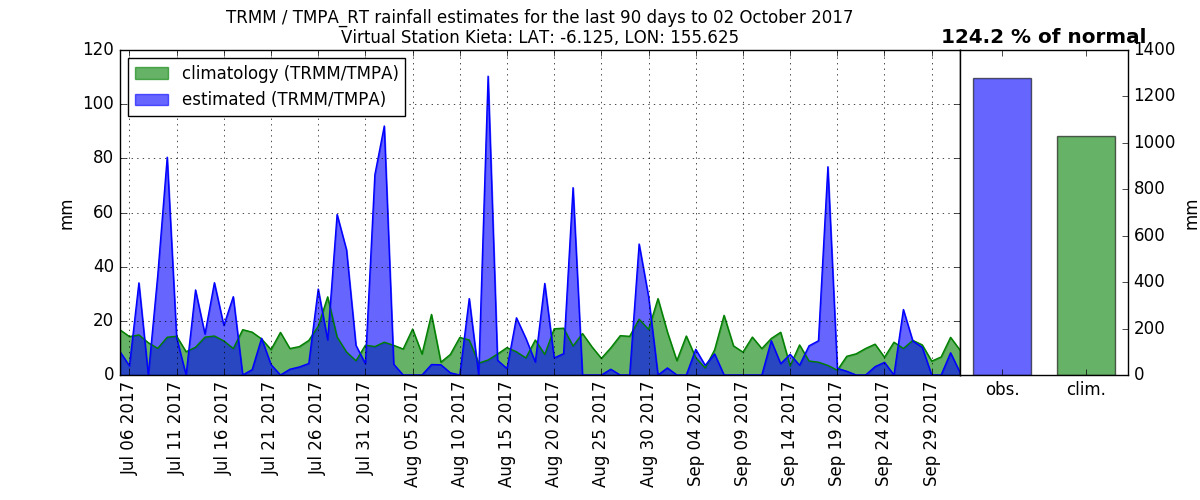 TRMM / TMPA_RT rainfall estimates for the last 90 days to 02 October 2017
Virtual Station Kieta: LAT: -6.125, LON: 155.625
124.2 % of normal
climatology (TRMM/TMPA)
estimated (TRMM/TMPA)
mm
120
100
80
60
40
20
0
Jul 06 2017
Jul 11 2017
Jul 16 2017
Jul 21 2017
Jul 26 2017
Jul 31 2017
Aug 05 2017
Aug 10 2017
Aug 15 2017
Aug 20 2017
Aug 25 2017
Aug 30 2017
Sep 04 2017
Sep 09 2017
Sep 14 2017
Sep 19 2017
Sep 24 2017
Sep 29 2017
obs.
clim.
1400
1200
1000
800
600
400
200
0
mm